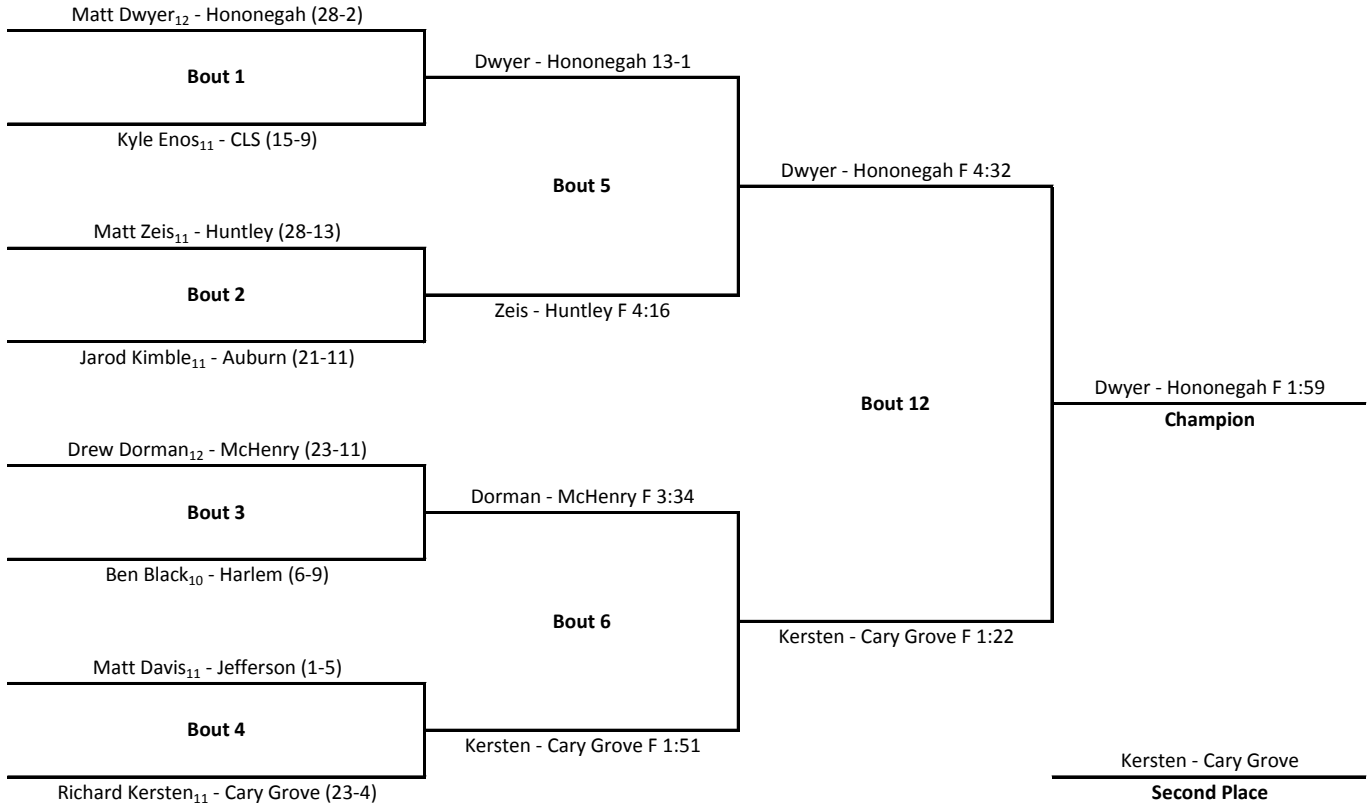 Matt Dwyer₁₂ - Hononegah (28-2)
Bout 1
Dwyer - Hononegah 13-1
Kyle Enos₁₁ - CLS (15-9)
Bout 5
Dwyer - Hononegah F 4:32
Matt Zeis₁₁ - Huntley (28-13)
Bout 2
Zeis - Huntley F 4:16
Jarod Kimble₁₁ - Auburn (21-11)
Bout 12
Dwyer - Hononegah F 1:59
Champion
Drew Dorman₁₂ - McHenry (23-11)
Bout 3
Dorman - McHenry F 3:34
Ben Black₁₀ - Harlem (6-9)
Bout 6
Kersten - Cary Grove F 1:22
Matt Davis₁₁ - Jefferson (1-5)
Bout 4
Kersten - Cary Grove F 1:51
Richard Kersten₁₁ - Cary Grove (23-4)
Kersten - Cary Grove
Second Place